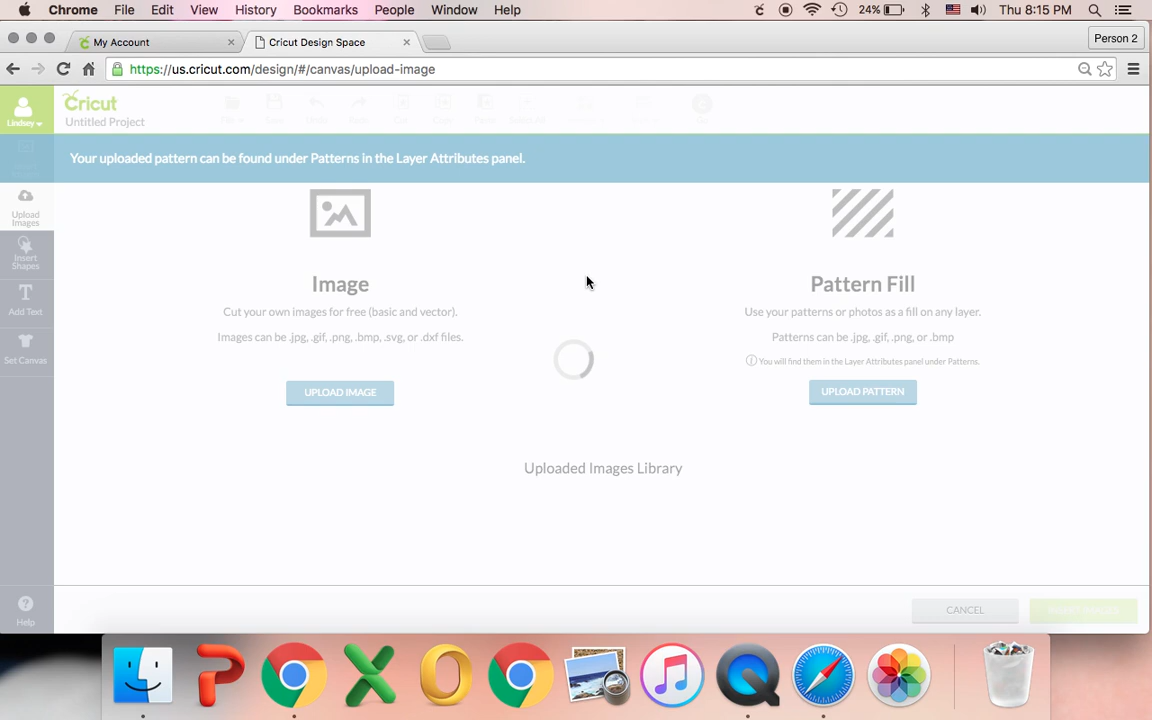 Chrome File Edit View History Bookmarks People Window Help 24% Thu 8:15 PM
My Account Cricut Design Space Person 2
https://us.cricut.com/design/#/canvas/upload-image
Lindsey
Cricut
Untitled Project
Your uploaded pattern can be found under Patterns in the Layer Attributes panel.
Upload Images
Insert Shapes
Add Text
Set Canvas
Help
Image
Cut your own images for free (basic and vector).
Images can be .jpg, .gif, .png, .bmp, .svg, or .dxf files.
UPLOAD IMAGE
Pattern Fill
Use your patterns or photos as a fill on any layer.
Patterns can be .jpg, .gif, .png, or .bmp
You will find them in the Layer Attributes panel under Patterns.
UPLOAD PATTERN
Uploaded Images Library
CANCEL